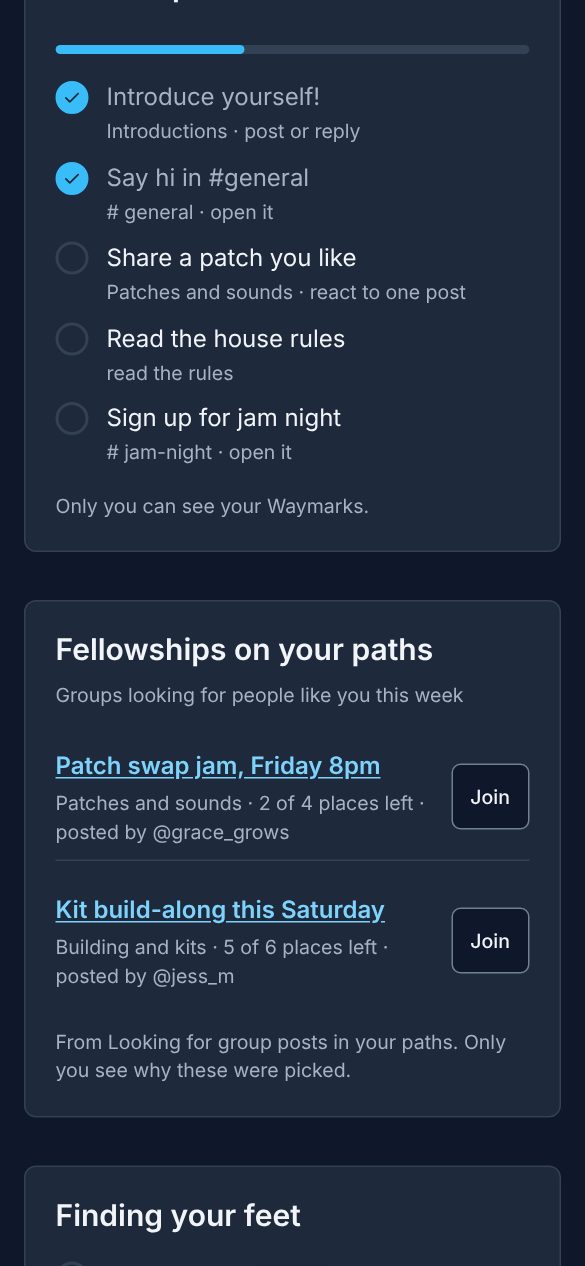 Introduce yourself!
Introductions · post or reply
Say hi in #general
# general · open it
Share a patch you like
Patches and sounds · react to one post
Read the house rules
read the rules
Sign up for jam night
# jam-night · open it
Only you can see your Waymarks.
Fellowships on your paths
Groups looking for people like you this week
Patch swap jam, Friday 8pm
Patches and sounds · 2 of 4 places left ·
posted by @grace_grows
Join
Kit build-along this Saturday
Building and kits · 5 of 6 places left ·
posted by @jess_m
Join
From Looking for group posts in your paths. Only
you see why these were picked.
Finding your feet